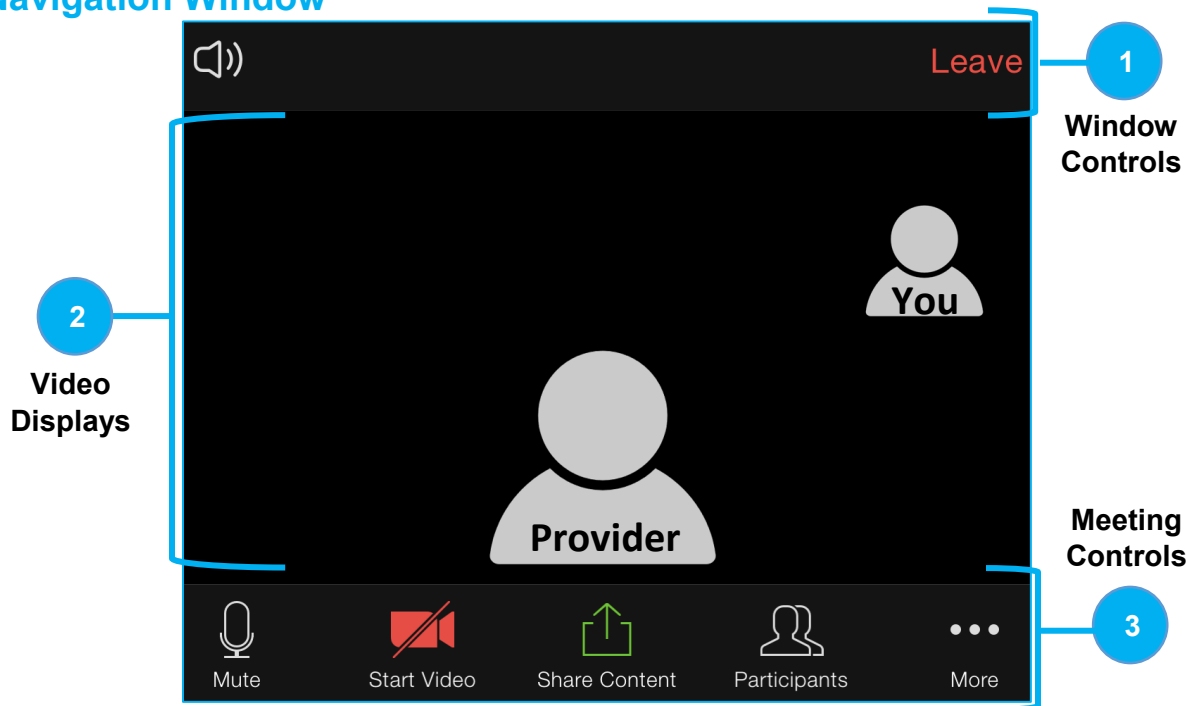 Navigation Window
Leave
1
Window
Controls
You
2
Video
Displays
Provider
Meeting
Controls
3
Mute
Start Video
Share Content
Participants
More